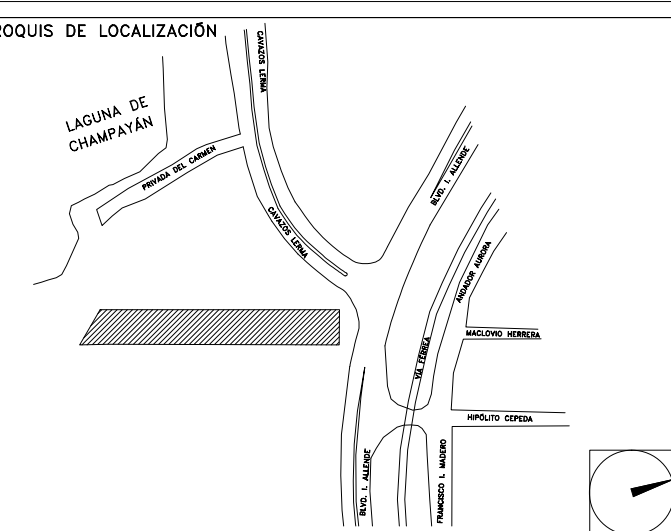 ROQUIS DE LOCALIZACIÓN
CAVAZOS LERMA
LAGUNA DE
CHAMPAYÁN
PRIVADA DEL CARMEN
BLVD. I. ALLENDE
CAVAZOS LERMA
ANDADOR AURORA
MACLOVIO HERRERA
VÍA FÉRREA
HIPÓLITO CEPEDA
BLVD. I. ALLENDE
FRANCISCO I. MADERO